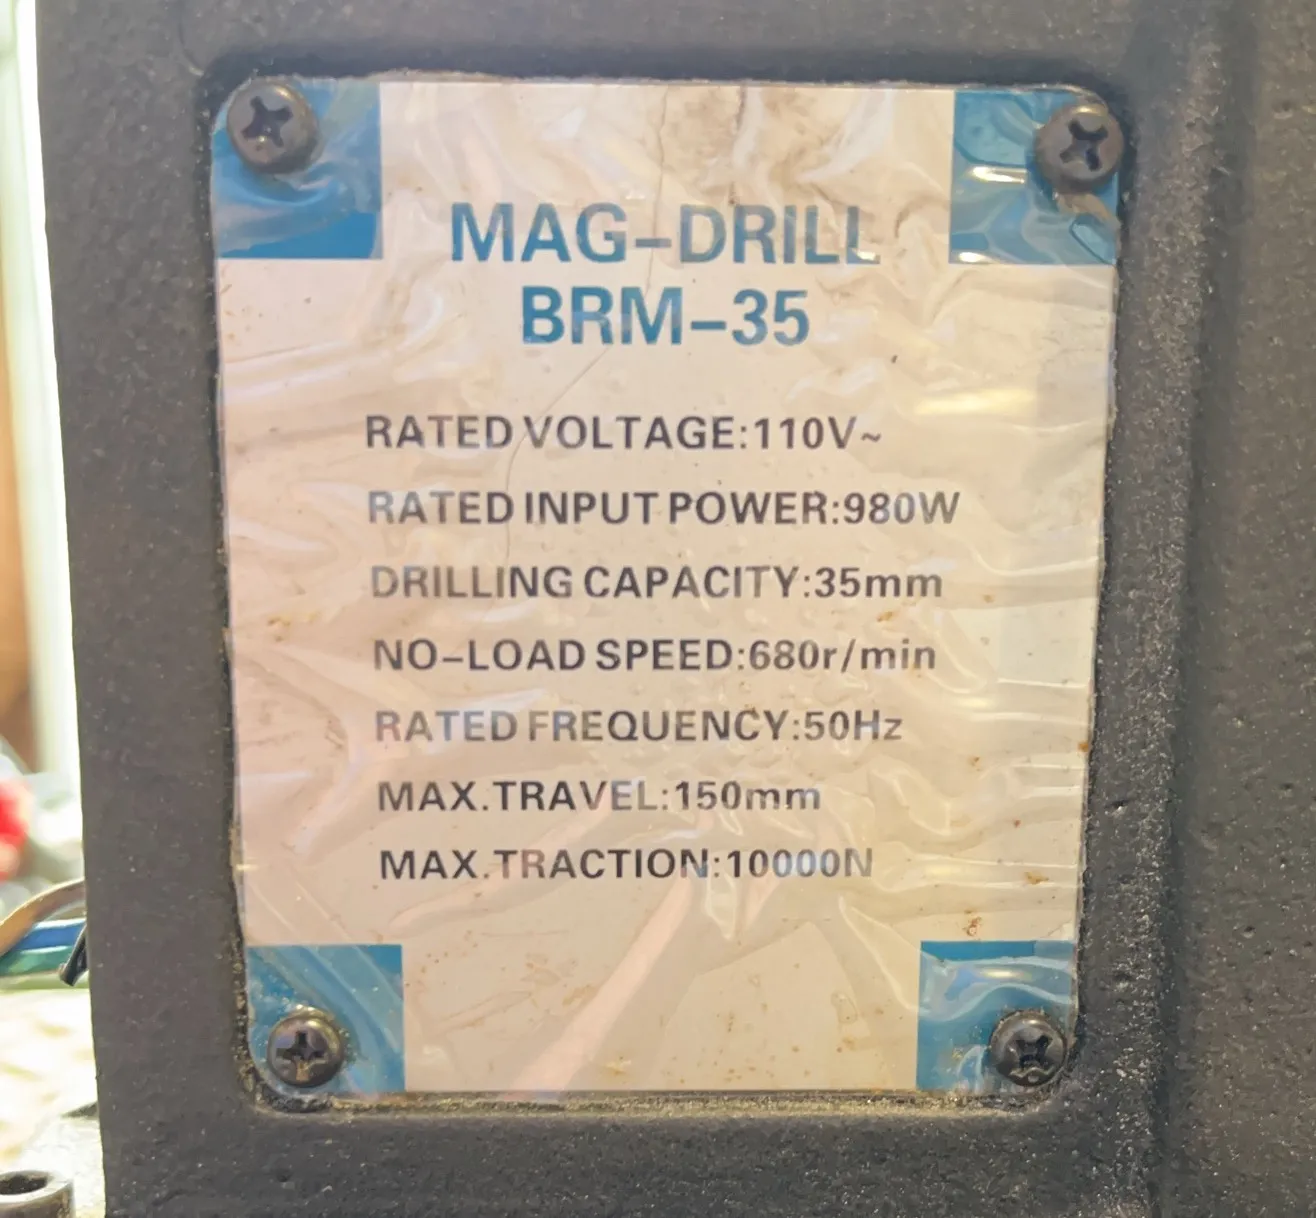 MAG-DRILL
BRM-35
RATED VOLTAGE:110V~
RATED INPUT POWER:980W
DRILLING CAPACITY:35mm
NO-LOAD SPEED:680r/min
RATED FREQUENCY:50Hz
MAX.TRAVEL:150mm
MAX.TRACTION:10000N